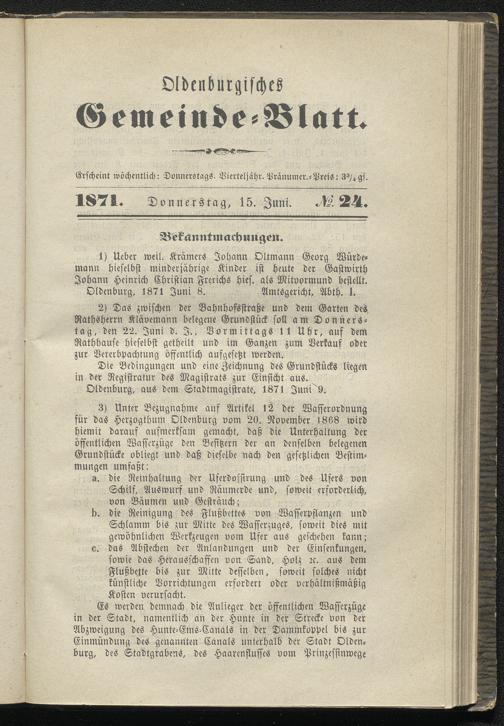 Oldenburgisches
Gemeinde-Blatt.
Erscheint wöchentlich: Donnerstags. Vierteljähr. Pränumer.-Preis: 3¾ gs.
1871. Donnerstag, 15. Juni. № 24.
Bekanntmachungen.
1) Ueber weil. Krämers Johann Oltmann Georg Würde-
mann hieselbst minderjährige Kinder ist heute der Gastwirth
Johann Heinrich Christian Frerichs hies. als Mitvormund bestellt.
Oldenburg, 1871 Juni 8. Amtsgericht, Abth. I.
2) Das zwischen der Bahnhofsstraße und dem Garten des
Rathsherrn Klävemann belegene Grundstück soll am Donners-
tag, den 22. Juni d. J., Vormittags 11 Uhr, auf dem
Rathhause hieselbst getheilt und im Ganzen zum Verkauf oder
zur Vererbpachtung öffentlich aufgesetzt werden.
Die Bedingungen und eine Zeichnung des Grundstücks liegen
in der Registratur des Magistrats zur Einsicht aus.
Oldenburg, aus dem Stadtmagistrate, 1871 Juni 9.
3) Unter Bezugnahme auf Artikel 12 der Wasserordnung
für das Herzogthum Oldenburg vom 20. November 1868 wird
hiemit darauf aufmerksam gemacht, daß die Unterhaltung der
öffentlichen Wasserzüge den Besitzern der an denselben belegenen
Grundstücke obliegt und daß dieselbe nach den gesetzlichen Bestim-
mungen umfaßt:
a. die Reinhaltung der Uferdossirung und des Ufers von
Schilf, Auswurf und Räumerde und, soweit erforderlich,
von Bäumen und Gesträuch;
b. die Reinigung des Flußbettes von Wasserpflanzen und
Schlamm bis zur Mitte des Wasserzuges, soweit dies mit
gewöhnlichen Werkzeugen vom Ufer aus geschehen kann;
c. das Abstechen der Anlandungen und der Einsenkungen,
sowie das Herausschaffen von Sand, Holz ꝛc. aus dem
Flußbette bis zur Mitte desselben, soweit solches nicht
künstliche Vorrichtungen erfordert oder verhältnißmäßig
Kosten verursacht.
Es werden demnach die Anlieger der öffentlichen Wasserzüge
in der Stadt, namentlich an der Hunte in der Strecke von der
Abzweigung des Hunte-Ems-Canals in der Dammkoppel bis zur
Einmündung des genannten Canals unterhalb der Stadt Olden-
burg, des Stadtgrabens, des Haarenflusses vom Prinzessinwege